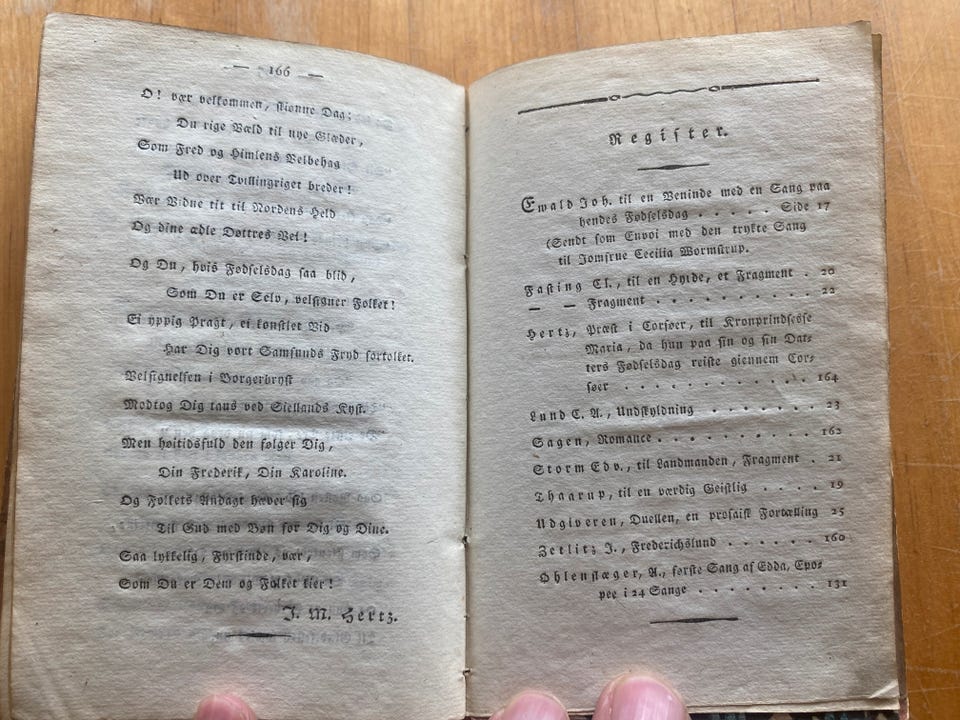 — 166 —
O! vær velkommen, skiønne Dag;
Du rige Væld til nye Glæder,
Som Fred og Himlens Velbehag
Ud over Tvillingriget breder!
Vær Vidne tit til Nordens Held
Og dine ædle Døttres Vel!
Og Du, hvis Fødselsdag saa blid,
Som Du er Selv, velsigner Folket!
Ei yppig Pragt, ei konstlet Vid
Har Dig vort Samfunds Fryd fortolket.
Velsignelsen i Borgerbryst
Modtog Dig taus ved Siellands Kyst.
Men høitidsfuld den følger Dig,
Din Frederik, Din Karoline.
Og Folkets Andagt hæver sig
Til Gud med Bøn for Dig og Dine.
Saa lykkelig, Fyrstinde, vær,
Som Du er Dem og Folket kier!
J. M. Hertz.
Register.
Ewald Joh. til en Veninde med en Sang paa
hendes Fødselsdag . . . . . Side 17
(Sendt som Envoi med den trykte Sang
til Jomfrue Cecilia Wormstrup.
Fasting Cl., til en Hylde, et Fragment . 20
— Fragment . . . . . . . . . . 22
Hertz, Præst i Corsøer, til Kronprindsesse
Maria, da hun paa sin og sin Dat-
ters Fødselsdag reiste giennem Cor-
søer . . . . . . . . . . . 164
Lund C. A., Undskyldning . . . . . . . 23
Sagen, Romance . . . . . . . . . . 162
Storm Edv., til Landmanden, Fragment . 21
Thaarup, til en værdig Geistlig . . . . 19
Udgiveren, Duellen, en prosaisk Fortælling 25
Zetlitz J., Frederichslund . . . . . . 160
Øhlenslæger, A., første Sang af Edda, Epo-
pee i 24 Sange . . . . . . . . 131